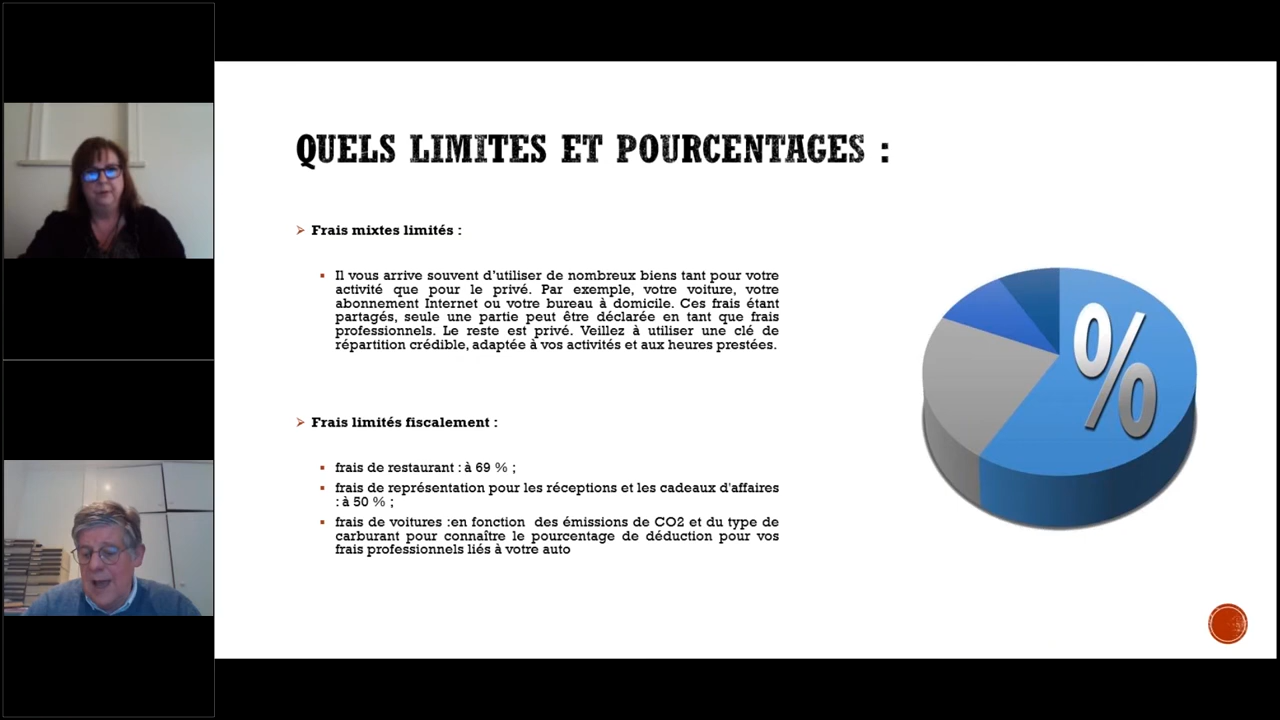 QUELS LIMITES ET POURCENTAGES :
Frais mixtes limités :
Il vous arrive souvent d'utiliser de nombreux biens tant pour votre
activité que pour le privé. Par exemple, votre voiture, votre
abonnement Internet ou votre bureau à domicile. Ces frais étant
partagés, seule une partie peut être déclarée en tant que frais
professionnels. Le reste est privé. Veillez à utiliser une clé de
répartition crédible, adaptée à vos activités et aux heures prestées.
Frais limités fiscalement :
frais de restaurant : à 69 % ;
frais de représentation pour les réceptions et les cadeaux d'affaires
: à 50 % ;
frais de voitures :en fonction des émissions de CO2 et du type de
carburant pour connaître le pourcentage de déduction pour vos
frais professionnels liés à votre auto
%